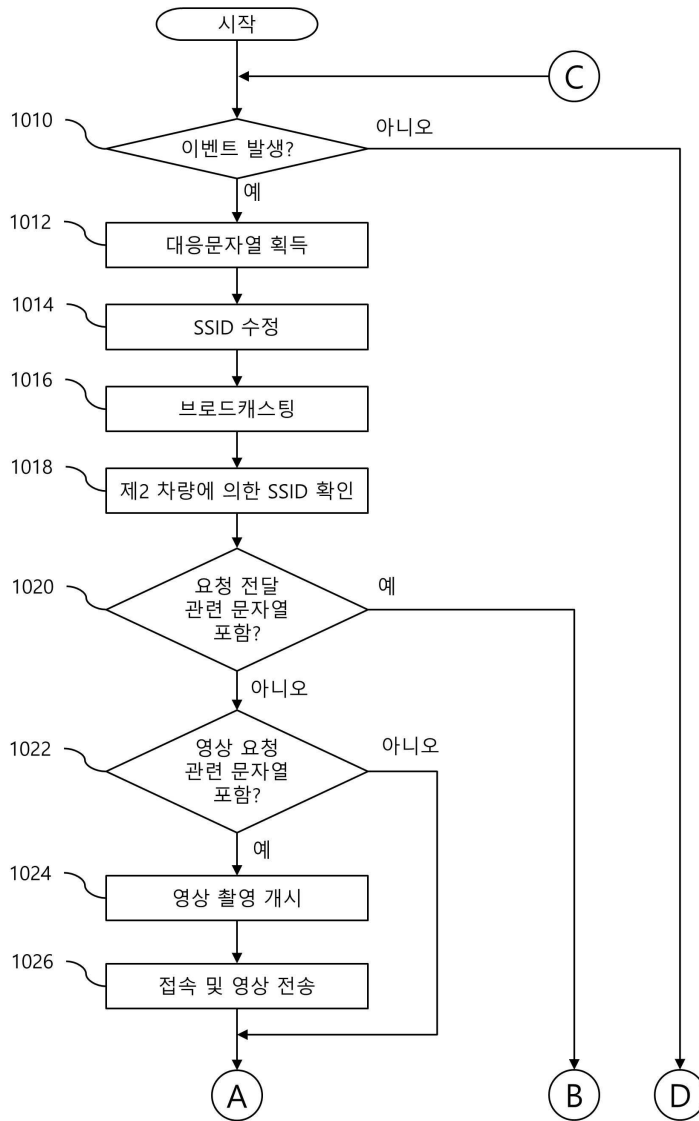 시작
C
1010
이벤트 발생?
아니오
예
1012
대응문자열 획득
1014
SSID 수정
1016
브로드캐스팅
1018
제2 차량에 의한 SSID 확인
1020
요청 전달
관련 문자열
포함?
예
아니오
1022
영상 요청
관련 문자열
포함?
아니오
예
1024
영상 촬영 개시
1026
접속 및 영상 전송
A
B
D